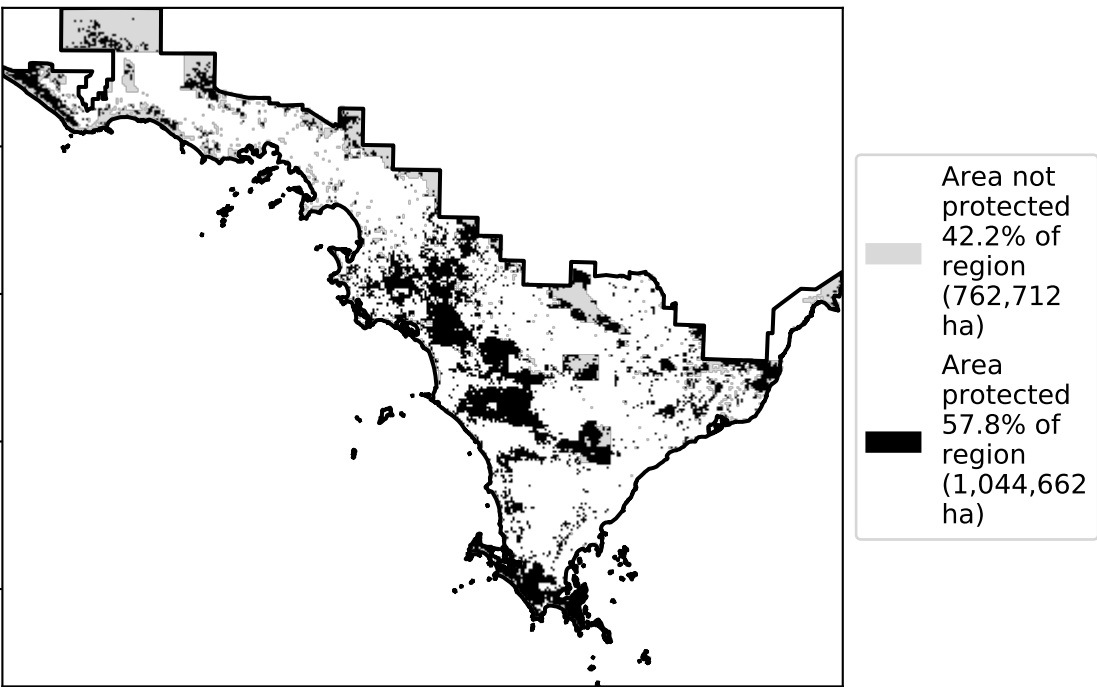 Area not
protected
42.2% of
region
(762,712
ha)
Area
protected
57.8% of
region
(1,044,662
ha)